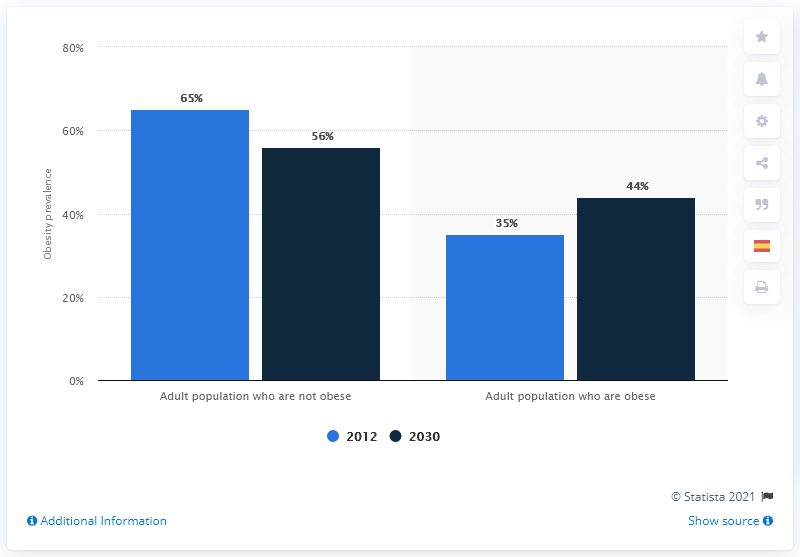 80%
65%
60%
56%
44%
40%
35%
20%
0%
Obesity prevalence
Adult population who are not obese
Adult population who are obese
2012
2030
© Statista 2021
Additional Information
Show source